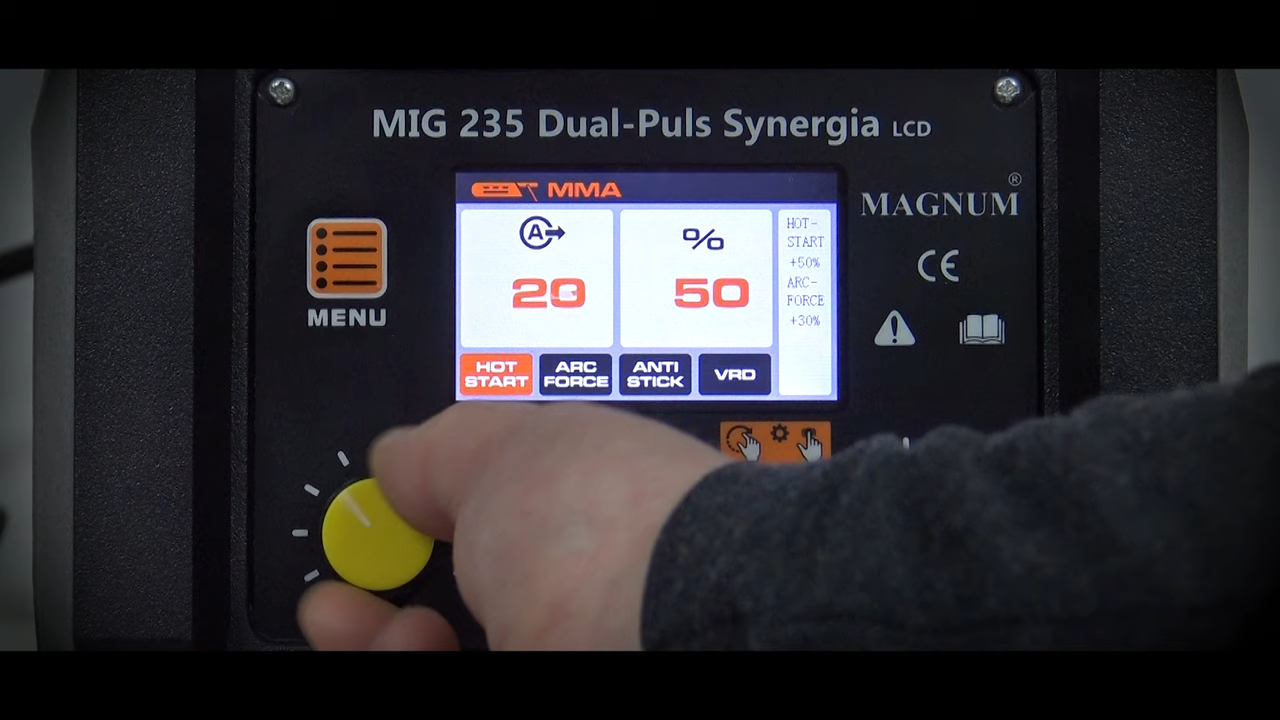 MIG 235 Dual-Puls Synergia LCD
MMA
MAGNUM®
A
%
20
50
HOT-
START
+50%
ARC-
FORCE
+30%
HOT
START
ARC
FORCE
ANTI
STICK
VRD
MENU
CE